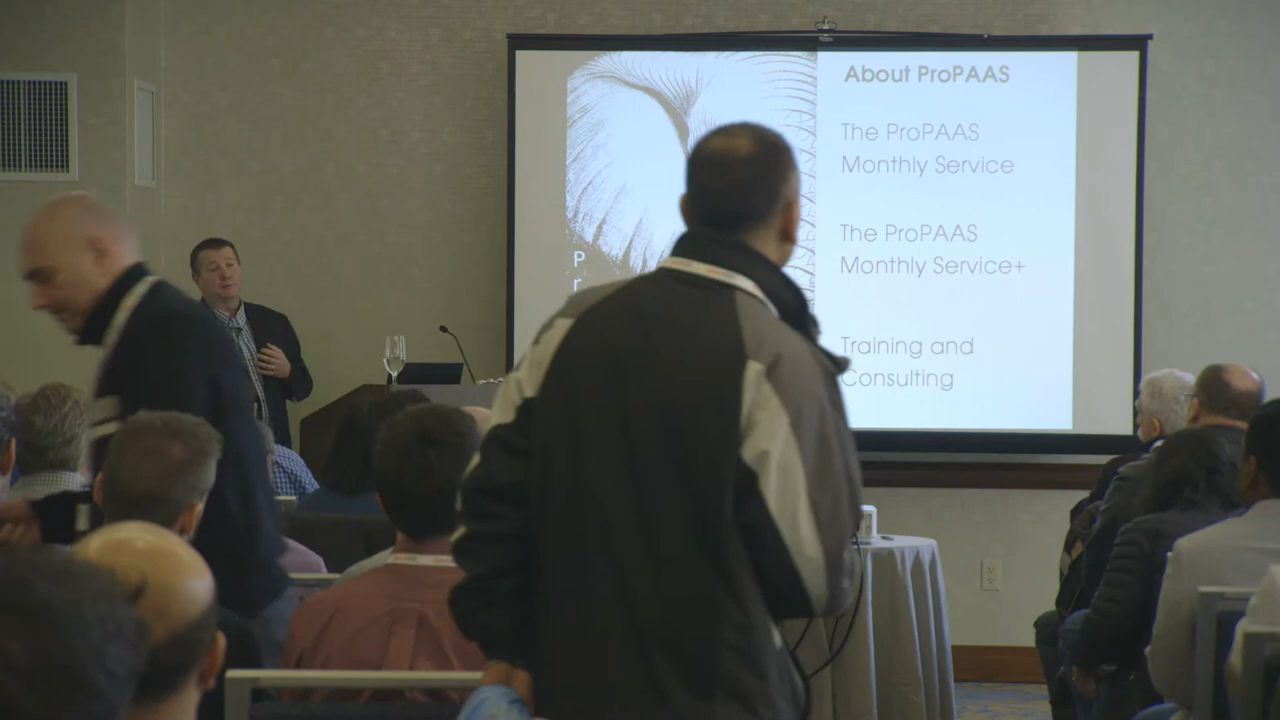 About ProPAAS
The ProPAAS
Monthly Service
The ProPAAS
Monthly Service+
Training and
Consulting
P
r